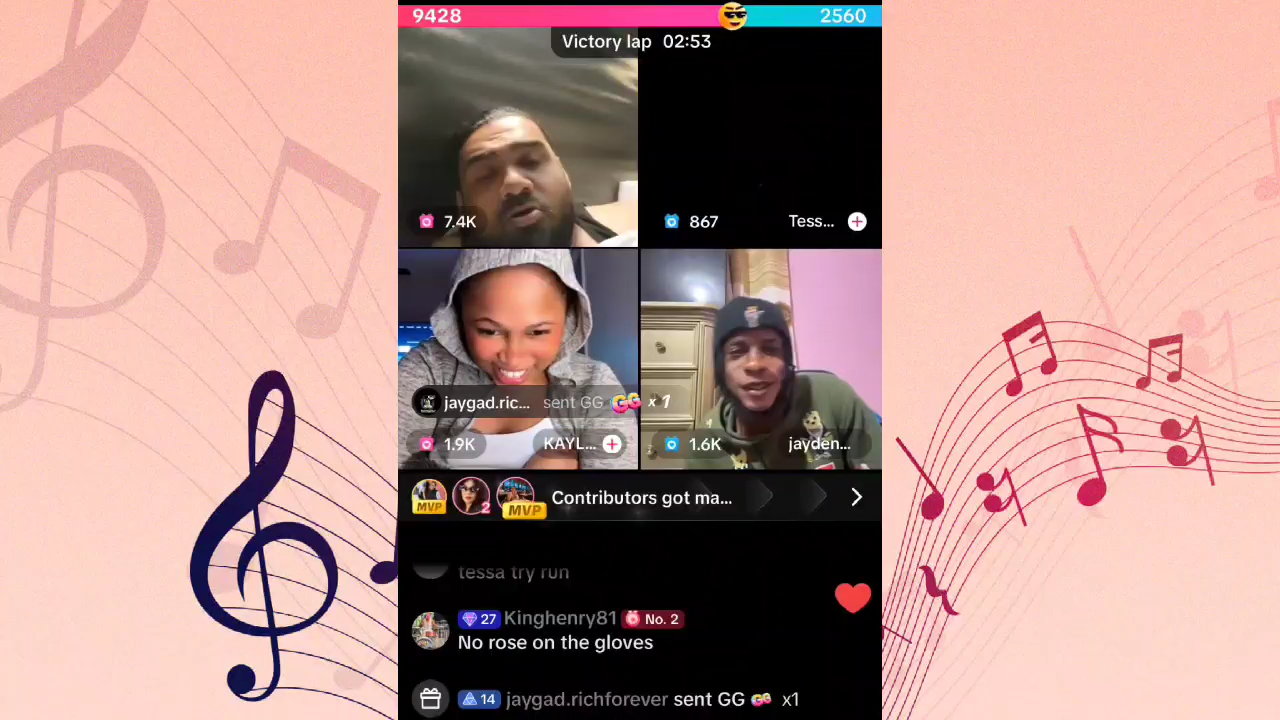 9428
2560
Victory lap 02:53
7.4K
867
Tess...
jaygad.ric... sent GG GG x 1
1.9K
KAYL...
1.6K
jayden...
MVP
2
MVP
Contributors got ma...
tessa try run
27 Kinghenry81 No. 2
No rose on the gloves
14 jaygad.richforever sent GG GG x1